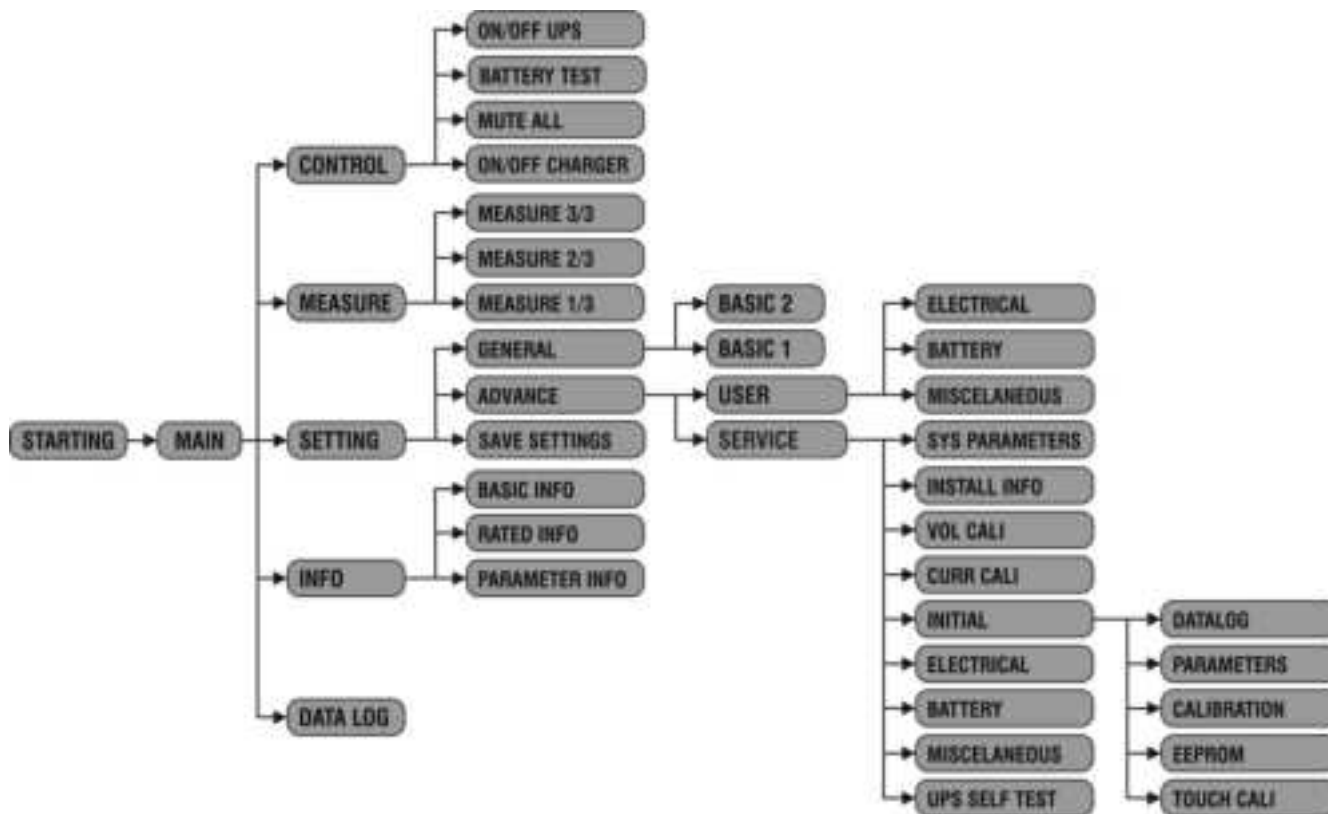 ON/OFF UPS
BATTERY TEST
MUTE ALL
CONTROL
ON/OFF CHARGER
MEASURE 3/3
MEASURE 2/3
MEASURE
MEASURE 1/3
BASIC 2
ELECTRICAL
GENERAL
BASIC 1
BATTERY
ADVANCE
USER
MISCELANEOUS
STARTING
MAIN
SETTING
SAVE SETTINGS
SERVICE
SYS PARAMETERS
BASIC INFO
INSTALL INFO
RATED INFO
VOL CALI
INFO
PARAMETER INFO
CURR CALI
INITIAL
DATALOG
ELECTRICAL
PARAMETERS
DATA LOG
BATTERY
CALIBRATION
MISCELANEOUS
EEPROM
UPS SELF TEST
TOUCH CALI